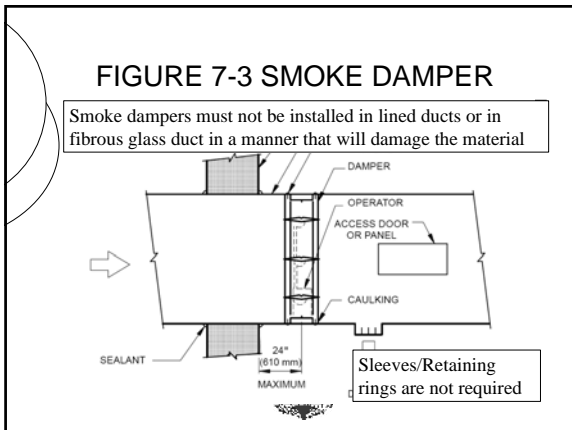 FIGURE 7-3 SMOKE DAMPER
Smoke dampers must not be installed in lined ducts or in
fibrous glass duct in a manner that will damage the material
DAMPER
OPERATOR
ACCESS DOOR
OR PANEL
CAULKING
SEALANT
24"
(610 mm)
MAXIMUM
Sleeves/Retaining
rings are not required